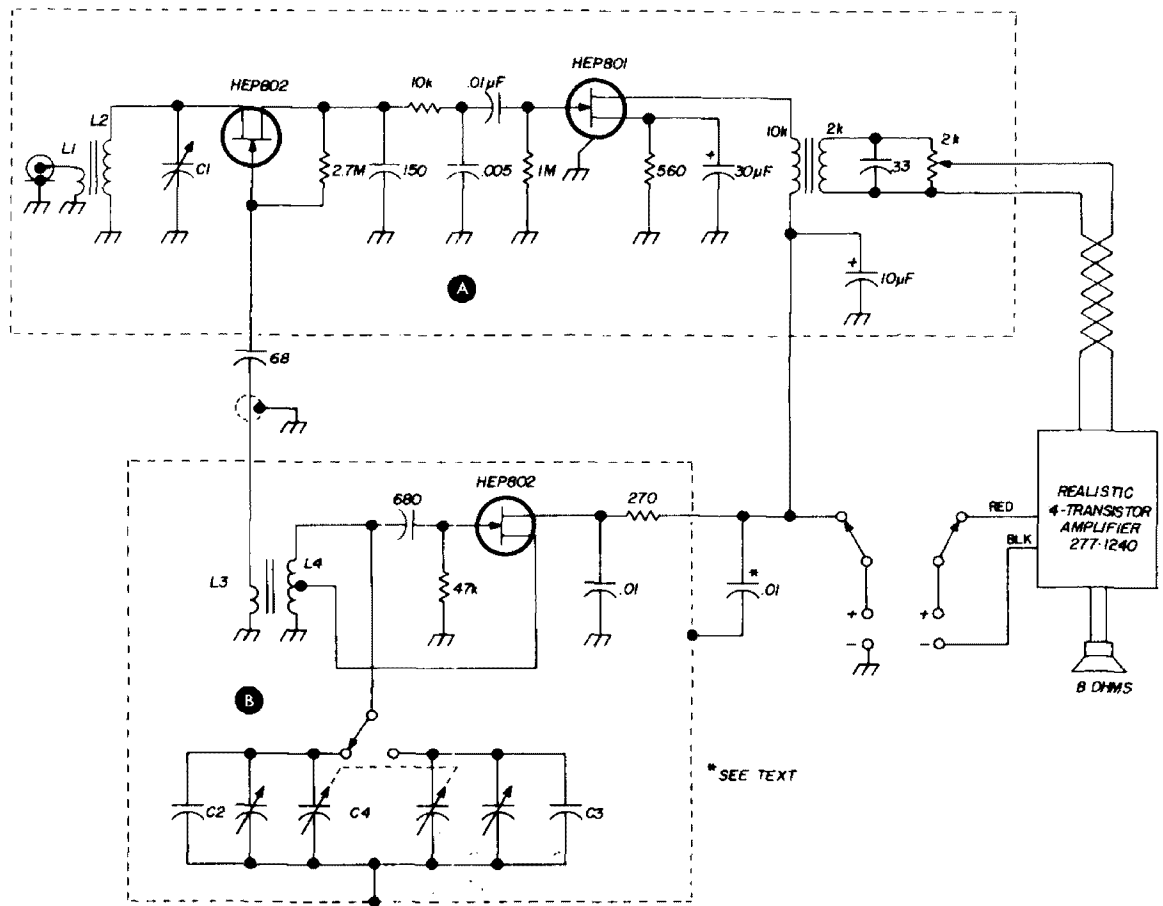 HEP802
10k
.01µF
HEP801
L1
L2
C1
2.7M
.150
.005
1M
560
+
30µF
10k
2k
.33
2k
+
10µF
A
68
HEP802
680
270
L3
L4
47k
.01
*
.01
RED
BLK
REALISTIC
4-TRANSISTOR
AMPLIFIER
277-1240
+
-
+
-
8 OHMS
B
*SEE TEXT
C2
C4
C3